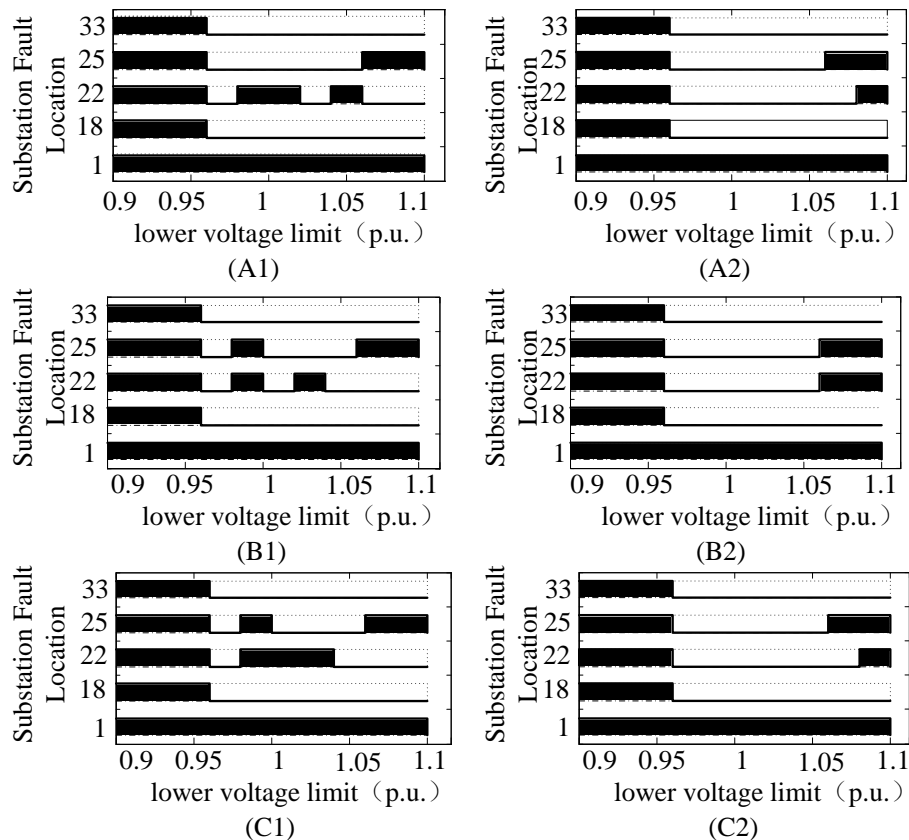 Substation Fault
Location
33
25
22
18
1
0.9 0.95 1 1.05 1.1
lower voltage limit（p.u.）
(A1)
Substation Fault
Location
33
25
22
18
1
0.9 0.95 1 1.05 1.1
lower voltage limit（p.u.）
(A2)
Substation Fault
Location
33
25
22
18
1
0.9 0.95 1 1.05 1.1
lower voltage limit（p.u.）
(B1)
Substation Fault
Location
33
25
22
18
1
0.9 0.95 1 1.05 1.1
lower voltage limit（p.u.）
(B2)
Substation Fault
Location
33
25
22
18
1
0.9 0.95 1 1.05 1.1
lower voltage limit（p.u.）
(C1)
Substation Fault
Location
33
25
22
18
1
0.9 0.95 1 1.05 1.1
lower voltage limit（p.u.）
(C2)